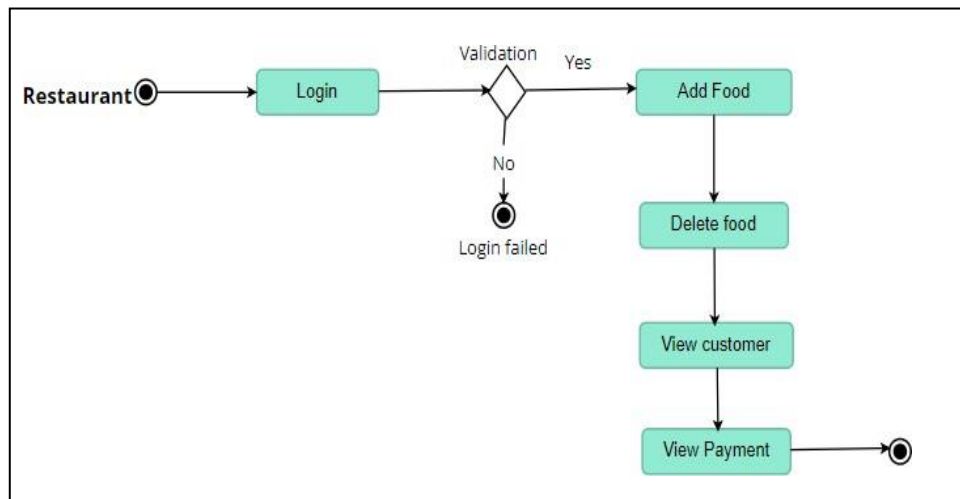 Restaurant
Login
Validation
Yes
No
Login failed
Add Food
Delete food
View customer
View Payment